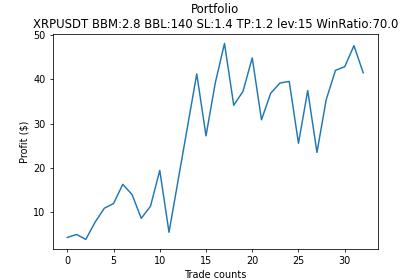 Portfolio
XRPUSDT BBM:2.8 BBL:140 SL:1.4 TP:1.2 lev:15 WinRatio:70.0
50
40
30
20
10
Profit ($)
0 5 10 15 20 25 30
Trade counts